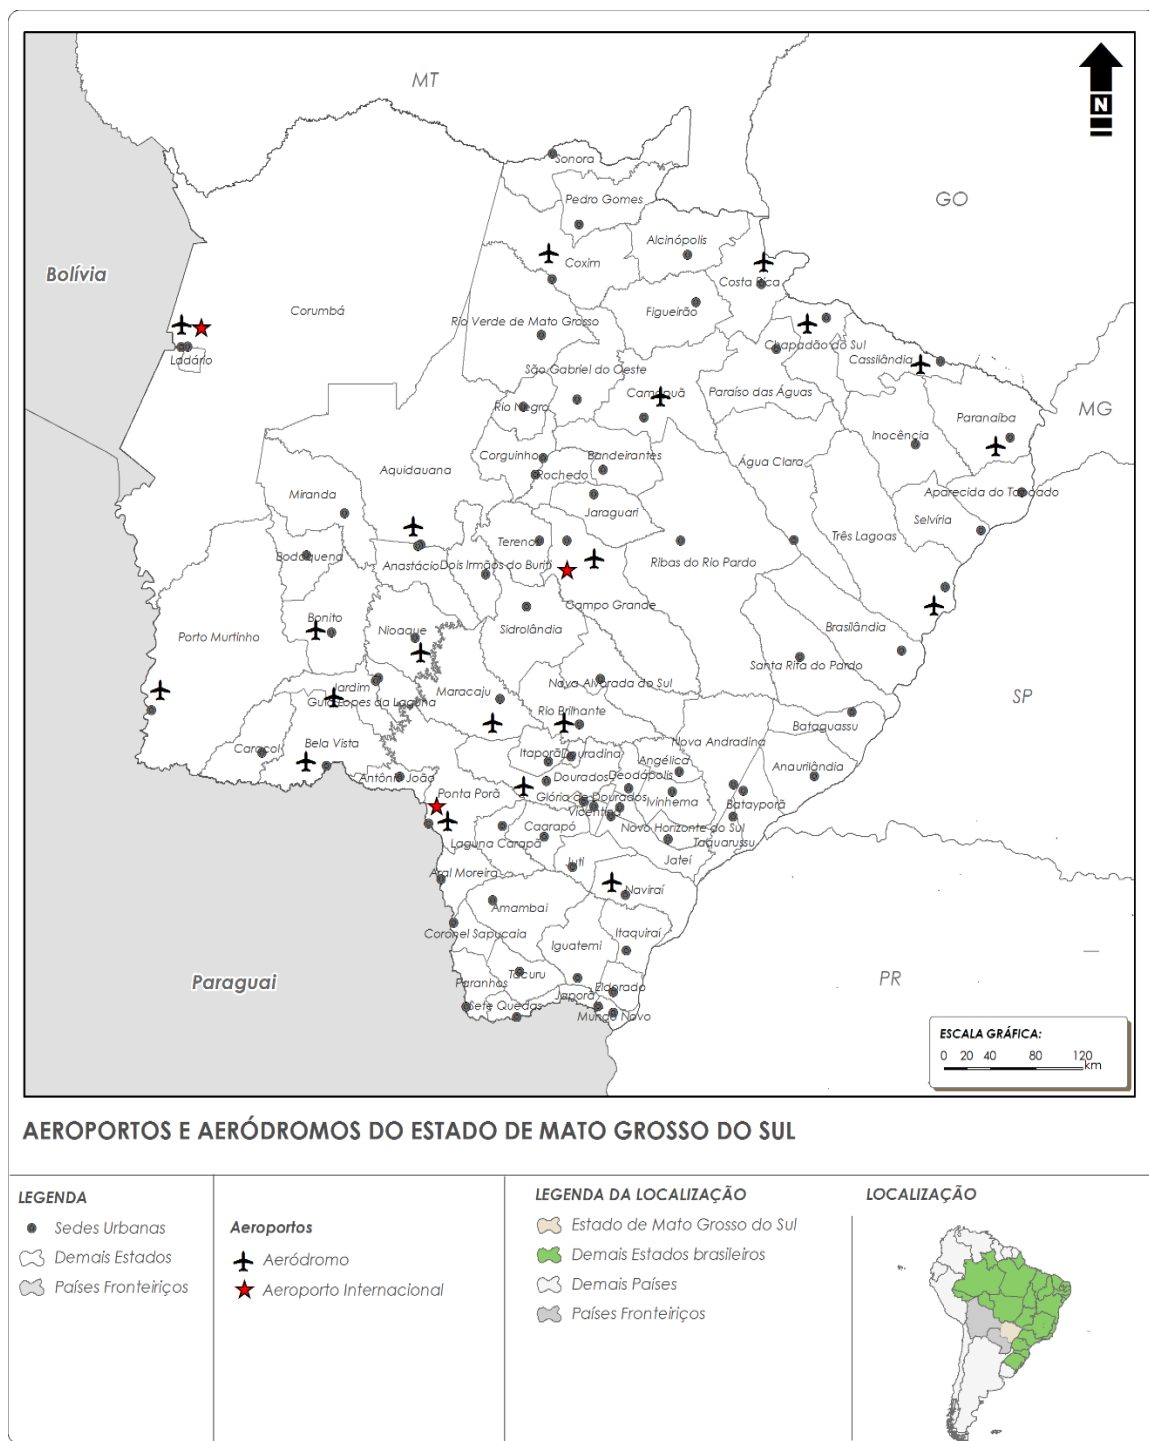 MT
GO
Sonora
Pedro Gomes
Alcinópolis
Coxim
Bolívia
Costa Rica
Corumbá
Figueirão
Rio Verde de Mato Grosso
Chapadão do Sul
Ladário
Cassilândia
São Gabriel do Oeste
Camapuã
Paraíso das Águas
Rio Negro
MG
Paranaíba
Inocência
Corguinho
Bandeirantes
Água Clara
Aquidauana
Rochedo
Miranda
Aparecida do Taboado
Jaraguari
Selvíria
Três Lagoas
Terenos
Bodoquena
Anastácio
Dois Irmãos do Buriti
Ribas do Rio Pardo
Campo Grande
Bonito
Nioaque
Sidrolândia
Brasilândia
Porto Murtinho
Santa Rita do Pardo
Jardim
Maracaju
Nova Alvorada do Sul
SP
Guia Lopes da Laguna
Rio Brilhante
Bataguassu
Caracol
Bela Vista
Itaporã
Douradina
Nova Andradina
Angélica
Anaurilândia
Antônio João
Dourados
Deodápolis
Ponta Porã
Glória de Dourados
Ivinhema
Batayporã
Vicentina
Caarapó
Novo Horizonte do Sul
Laguna Carapã
Taquarussu
Juti
Jateí
Aral Moreira
Naviraí
Amambaí
Coronel Sapucaia
Iguatemi
Itaquiraí
Tacuru
PR
Paraguai
Paranhos
Eldorado
Japorã
Sete Quedas
Mundo Novo
N
ESCALA GRÁFICA:
0 20 40 80 120
km
AEROPORTOS E AERÓDROMOS DO ESTADO DE MATO GROSSO DO SUL
LEGENDA
Sedes Urbanas
Demais Estados
Países Fronteiriços
Aeroportos
Aeródromo
Aeroporto Internacional
LEGENDA DA LOCALIZAÇÃO
Estado de Mato Grosso do Sul
Demais Estados brasileiros
Demais Países
Países Fronteiriços
LOCALIZAÇÃO